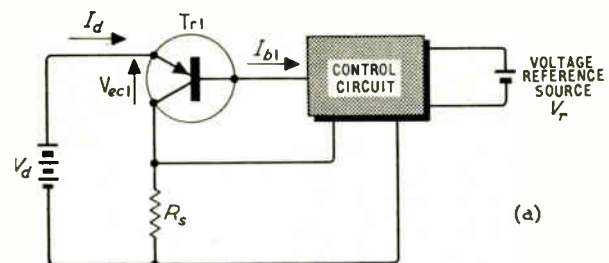 I_d
Tr1
I_b1
V_ec1
CONTROL
CIRCUIT
VOLTAGE
REFERENCE
SOURCE
V_r
V_d
R_s
(a)